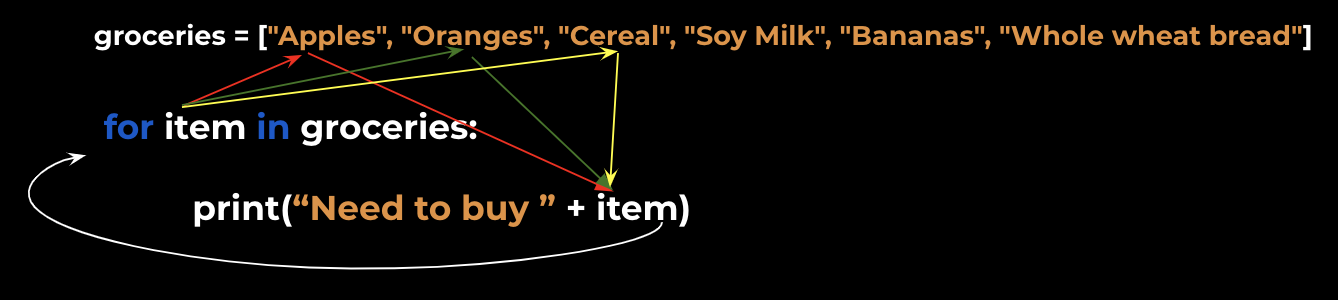 groceries = ["Apples", "Oranges", "Cereal", "Soy Milk", "Bananas", "Whole wheat bread"]
for item in groceries:
print(“Need to buy ” + item)